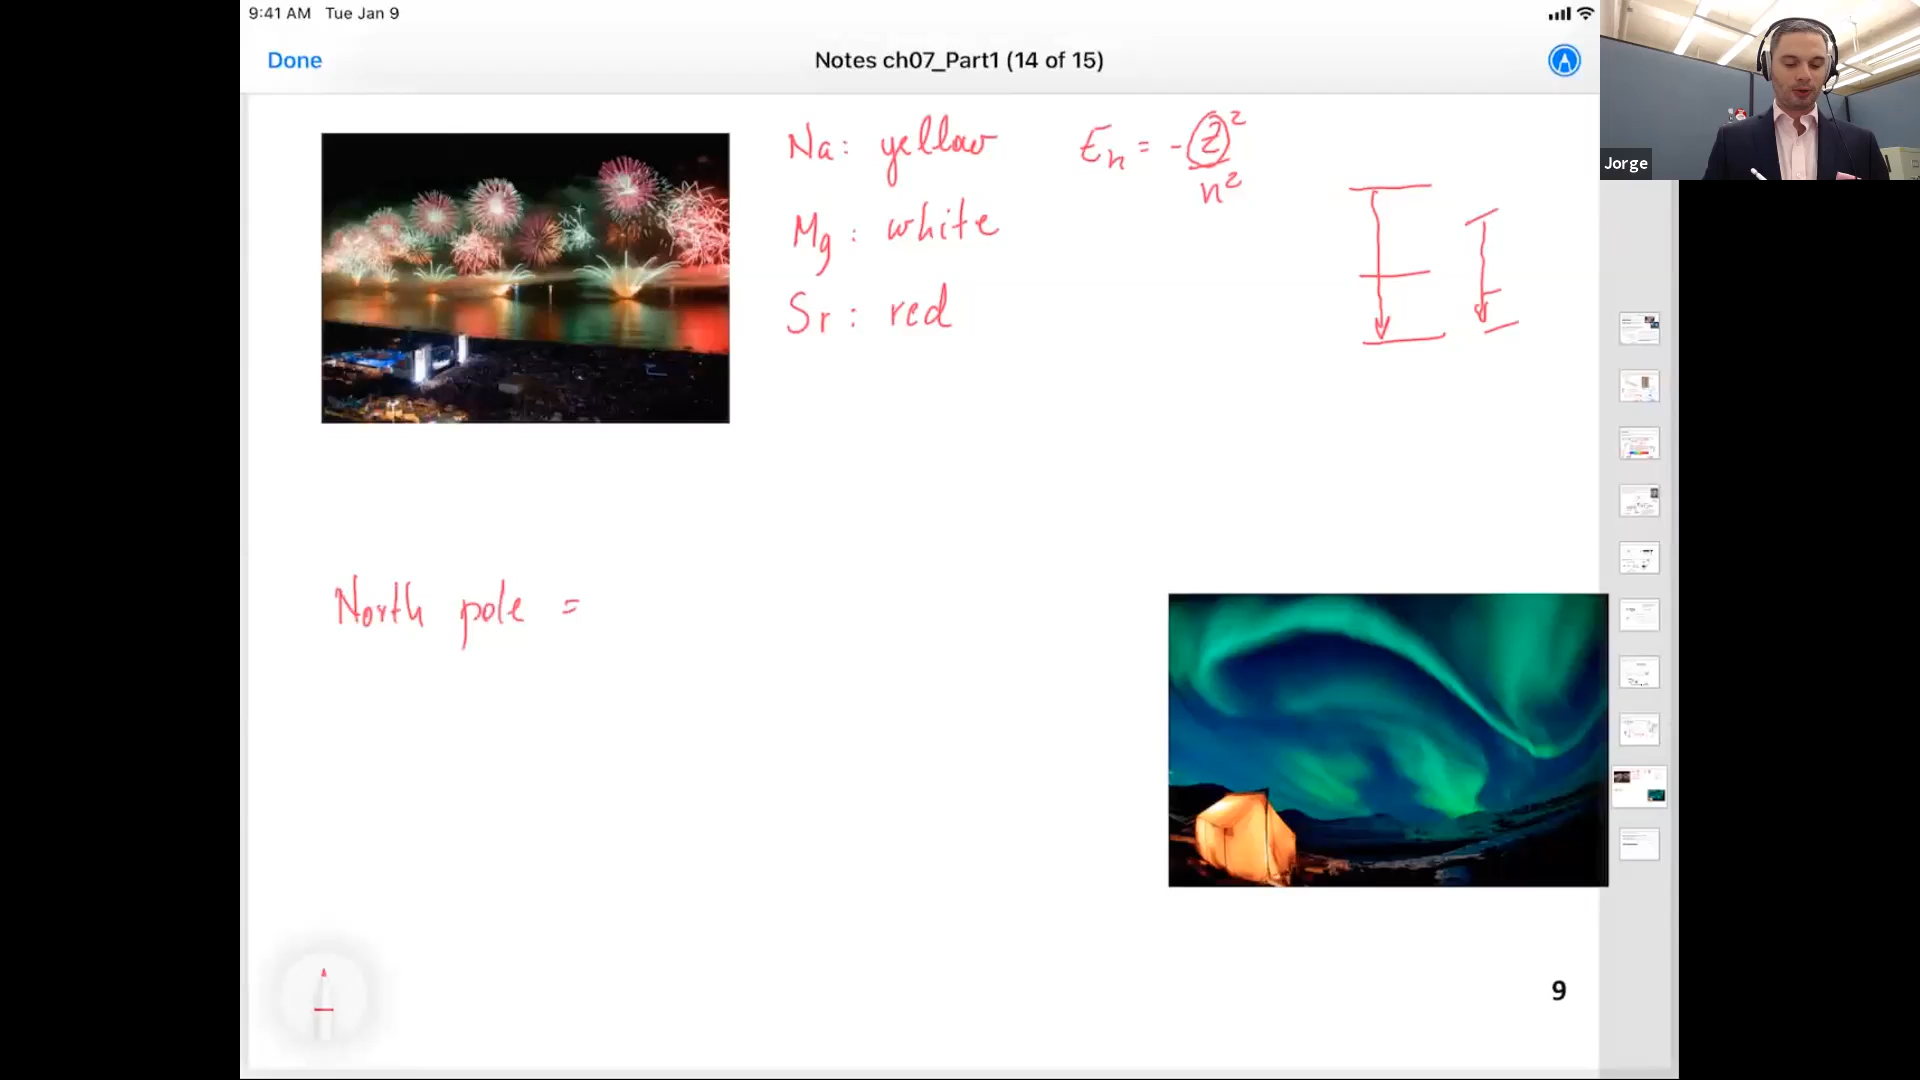 9:41 AM Tue Jan 9
Done
Notes ch07_Part1 (14 of 15)
Jorge
Na: yellow
Eₙ = -Z²
n²
Mg: white
Sr: red
North pole =
9